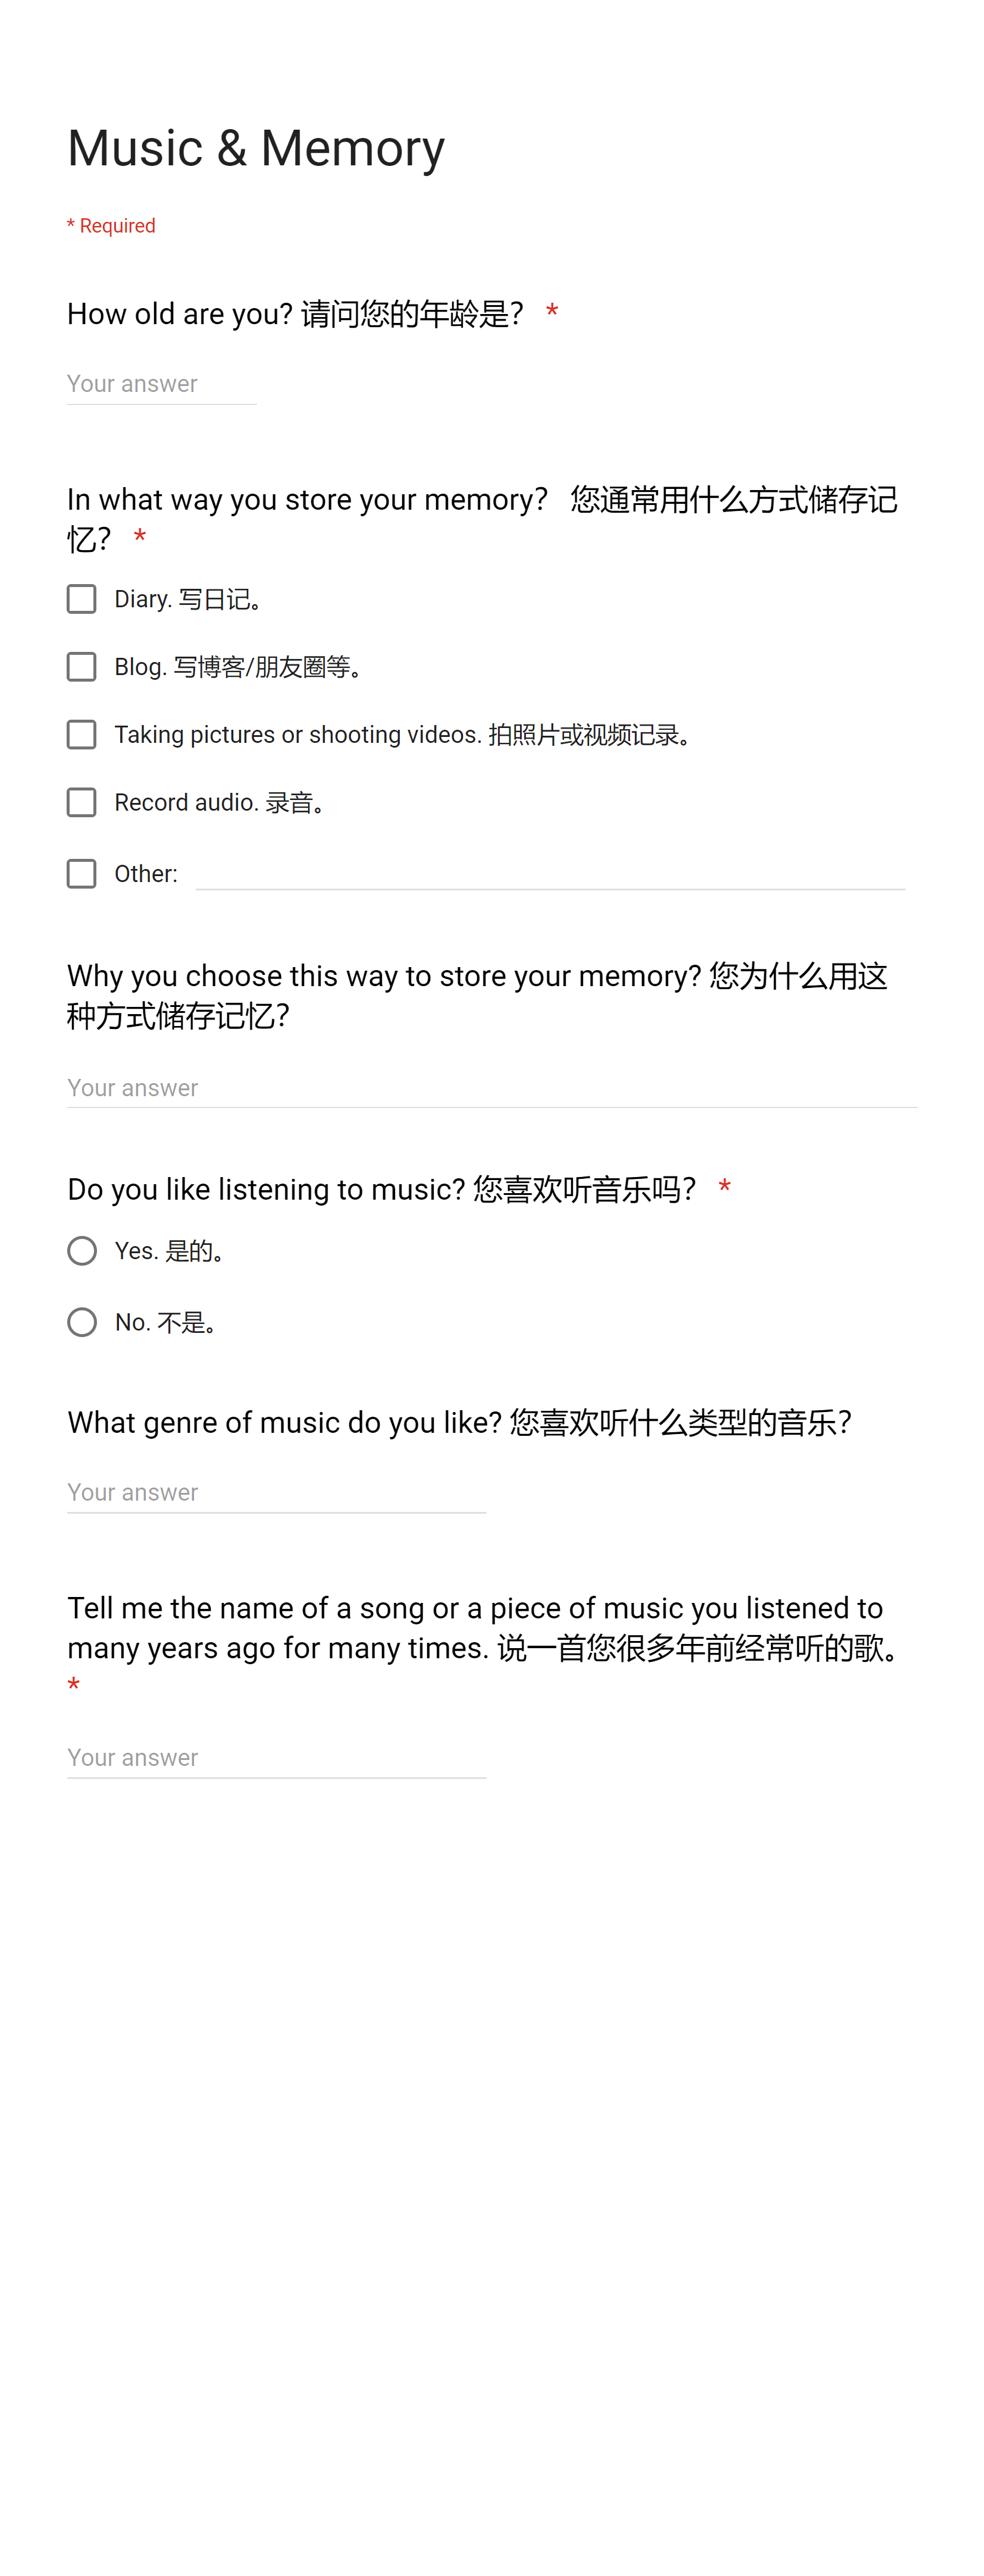 Music & Memory
* Required
How old are you? 请问您的年龄是？ *
Your answer
In what way you store your memory？ 您通常用什么方式储存记
忆？ *
Diary. 写日记。
Blog. 写博客/朋友圈等。
Taking pictures or shooting videos. 拍照片或视频记录。
Record audio. 录音。
Other:
Why you choose this way to store your memory? 您为什么用这
种方式储存记忆？
Your answer
Do you like listening to music? 您喜欢听音乐吗？ *
Yes. 是的。
No. 不是。
What genre of music do you like? 您喜欢听什么类型的音乐？
Your answer
Tell me the name of a song or a piece of music you listened to
many years ago for many times. 说一首您很多年前经常听的歌。
*
Your answer